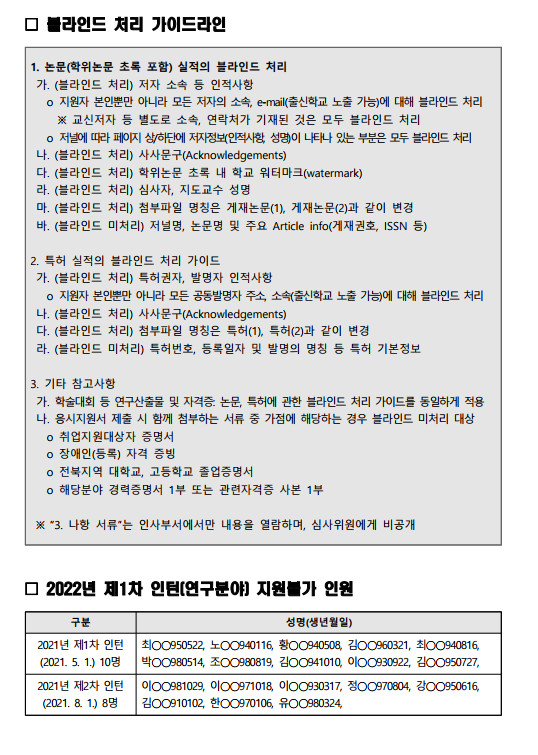 □ 블라인드 처리 가이드라인
1. 논문(학위논문 초록 포함) 실적의 블라인드 처리
가. (블라인드 처리) 저자 소속 등 인적사항
o 지원자 본인뿐만 아니라 모든 저자의 소속, e-mail(출신학교 노출 가능)에 대해 블라인드 처리
※ 교신저자 등 별도로 소속, 연락처가 기재된 것은 모두 블라인드 처리
o 저널에 따라 페이지 상/하단에 저자정보(인적사항, 성명)이 나타나 있는 부분은 모두 블라인드 처리
나. (블라인드 처리) 사사문구(Acknowledgements)
다. (블라인드 처리) 학위논문 초록 내 학교 워터마크(watermark)
라. (블라인드 처리) 심사자, 지도교수 성명
마. (블라인드 처리) 첨부파일 명칭은 게재논문(1), 게재논문(2)과 같이 변경
바. (블라인드 미처리) 저널명, 논문명 및 주요 Article info(게재권호, ISSN 등)
2. 특허 실적의 블라인드 처리 가이드
가. (블라인드 처리) 특허권자, 발명자 인적사항
o 지원자 본인뿐만 아니라 모든 공동발명자 주소, 소속(출신학교 노출 가능)에 대해 블라인드 처리
나. (블라인드 처리) 사사문구(Acknowledgements)
다. (블라인드 처리) 첨부파일 명칭은 특허(1), 특허(2)과 같이 변경
라. (블라인드 미처리) 특허번호, 등록일자 및 발명의 명칭 등 특허 기본정보
3. 기타 참고사항
가. 학술대회 등 연구산출물 및 자격증: 논문, 특허에 관한 블라인드 처리 가이드를 동일하게 적용
나. 응시지원서 제출 시 함께 첨부하는 서류 중 가점에 해당하는 경우 블라인드 미처리 대상
o 취업지원대상자 증명서
o 장애인(등록) 자격 증빙
o 전북지역 대학교, 고등학교 졸업증명서
o 해당분야 경력증명서 1부 또는 관련자격증 사본 1부
※ "3. 나항 서류"는 인사부서에서만 내용을 열람하며, 심사위원에게 비공개
□ 2022년 제1차 인턴(연구분야) 지원불가 인원
구분 성명(생년월일)
2021년 제1차 인턴 최○○950522, 노○○940116, 황○○940508, 김○○960321, 최○○940816,
(2021. 5. 1.) 10명 박○○980514, 조○○980819, 김○○941010, 이○○930922, 김○○950727,
2021년 제2차 인턴 이○○981029, 이○○971018, 이○○930317, 정○○970804, 강○○950616,
(2021. 8. 1.) 8명 김○○910102, 한○○970106, 유○○980324,